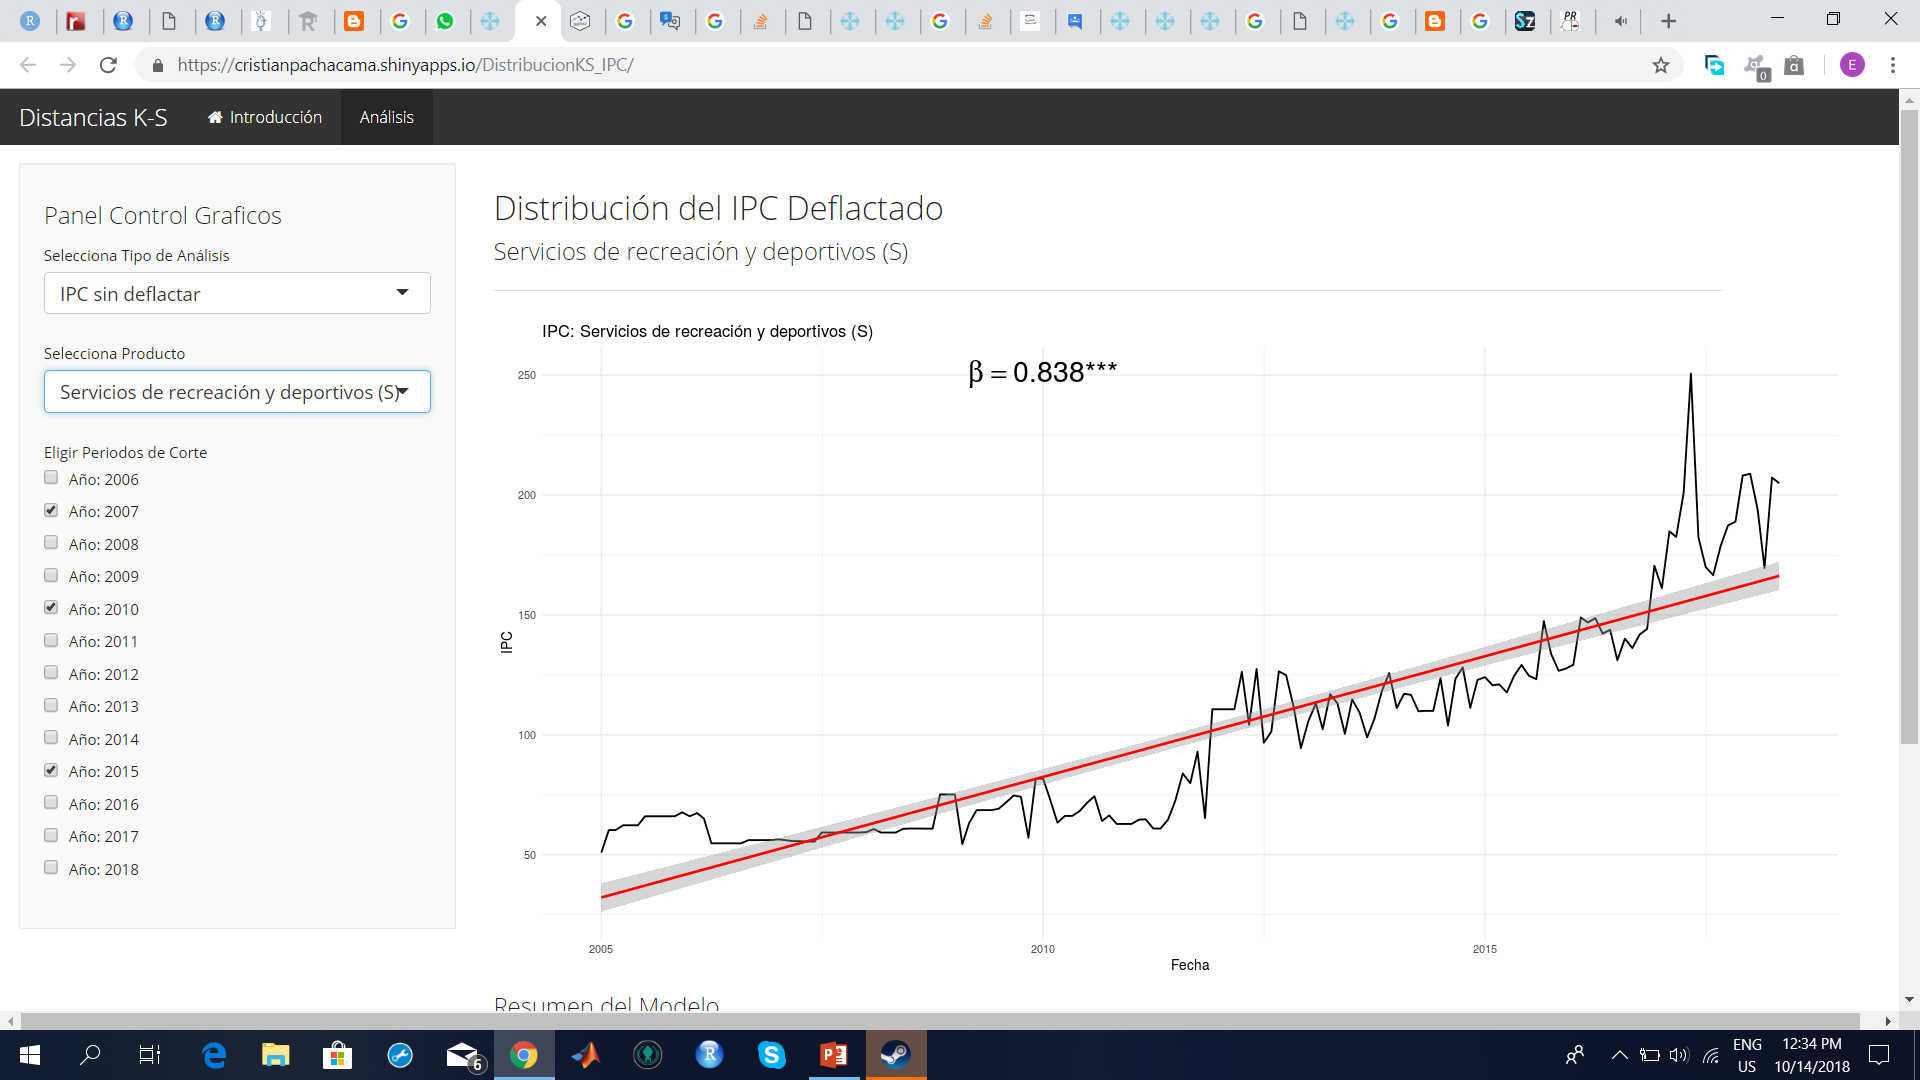 https://cristianpachacama.shinyapps.io/DistribucionKS_IPC/
0
E
Distancias K-S
Introducción
Análisis
Panel Control Graficos
Selecciona Tipo de Análisis
IPC sin deflactar
Selecciona Producto
Servicios de recreación y deportivos (S)
Eligir Periodos de Corte
Año: 2006
Año: 2007
Año: 2008
Año: 2009
Año: 2010
Año: 2011
Año: 2012
Año: 2013
Año: 2014
Año: 2015
Año: 2016
Año: 2017
Año: 2018
Distribución del IPC Deflactado
Servicios de recreación y deportivos (S)
IPC: Servicios de recreación y deportivos (S)
β = 0.838***
250
200
150
100
50
IPC
2005
2010
2015
Fecha
Resumen del Modelo
6
ENG
US
12:34 PM
10/14/2018